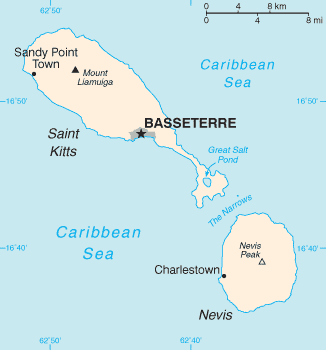 62°50'
0 4 8 km
0 4 8 mi
Sandy Point
Town
Mount
Liamuiga
Caribbean
Sea
16°50'
16°50'
BASSETERRE
Saint
Kitts
Great Salt
Pond
The Narrows
Caribbean
Sea
16°40'
16°40'
Nevis
Peak
Charlestown
Nevis
62°50'
62°40'